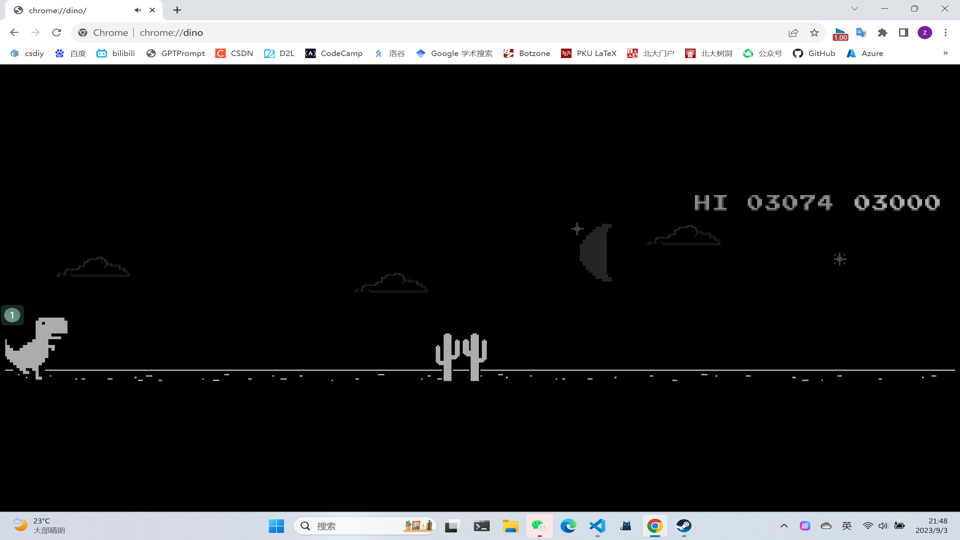 chrome://dino/
Chrome | chrome://dino
1.00
z
csdiy 百度 bilibili GPTPrompt CSDN D2L CodeCamp 洛谷 Google 学术搜索 Botzone PKU LaTeX 北大门户 北大树洞 公众号 GitHub Azure »
HI 03074 03000
1
23°C
大部晴朗
搜索
英
21:48
2023/9/3